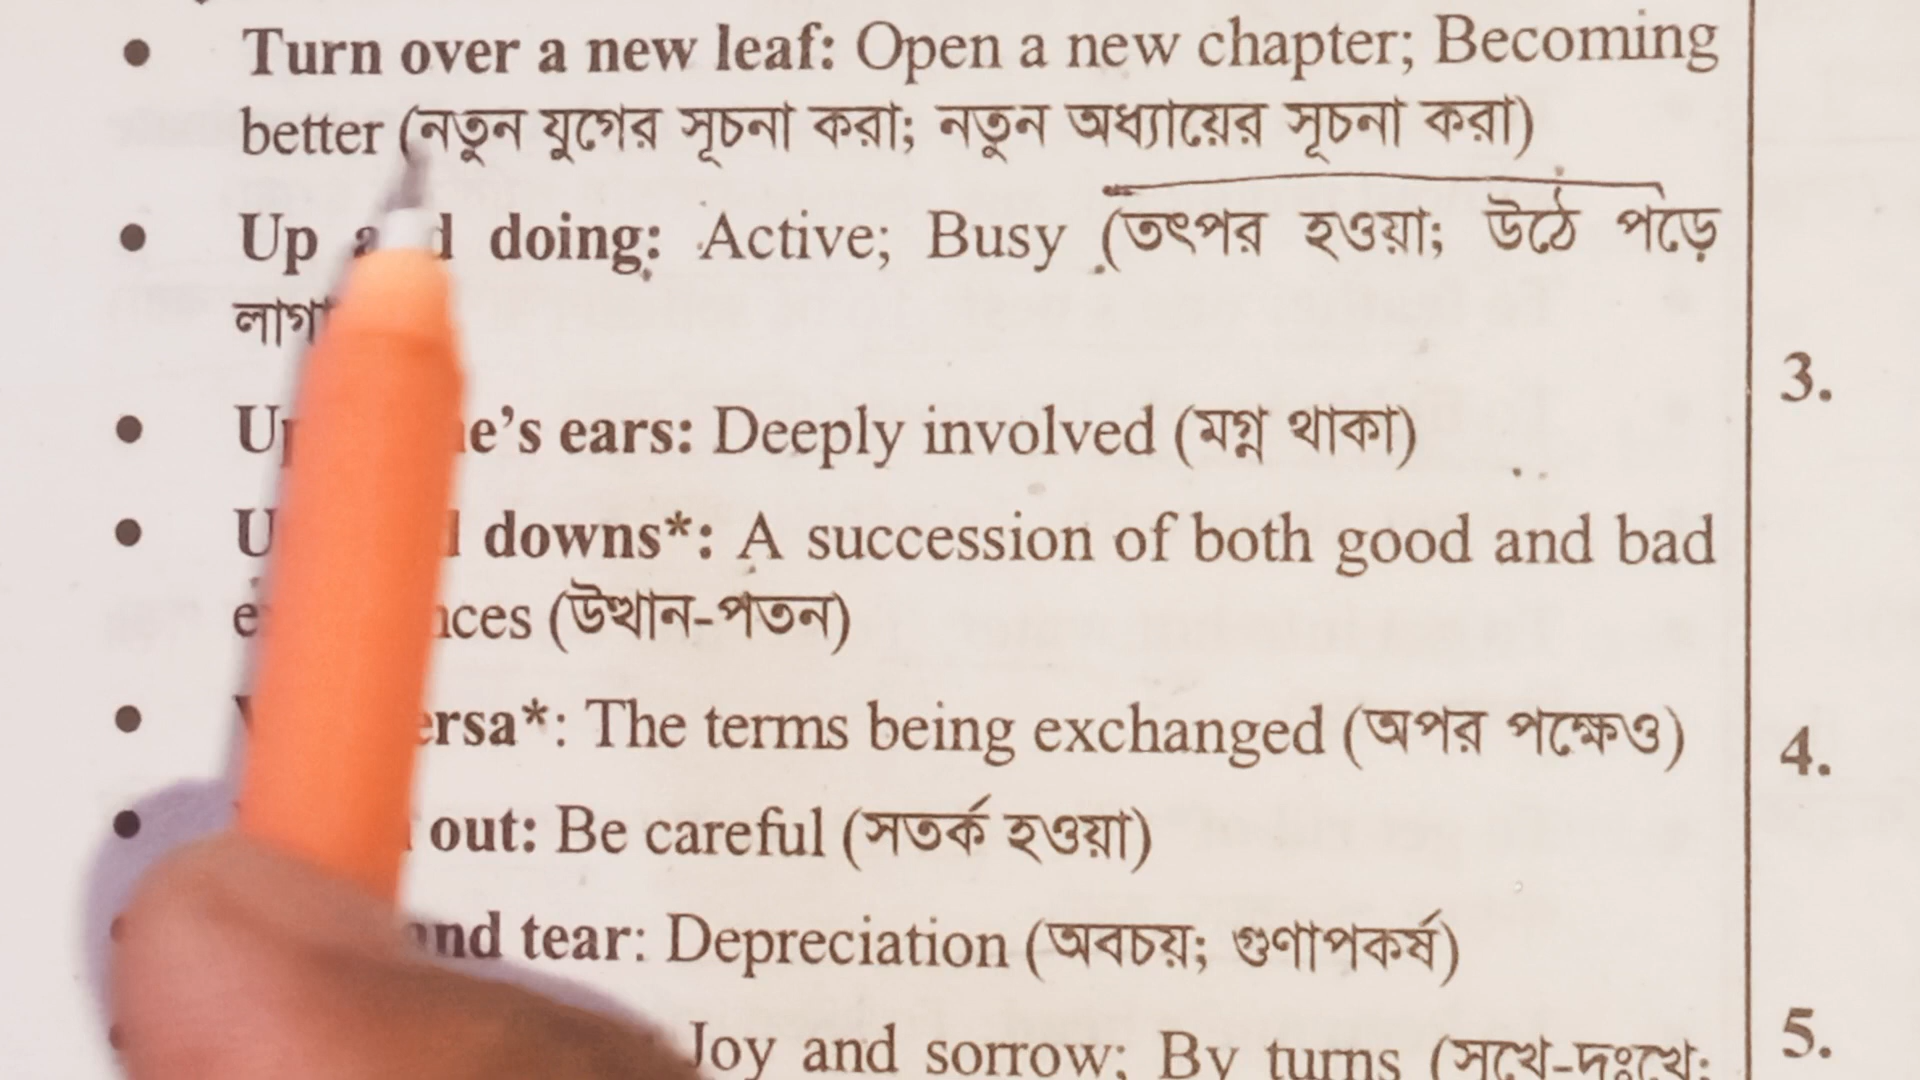 Turn over a new leaf: Open a new chapter; Becoming
better (নতুন যুগের সূচনা করা; নতুন অধ্যায়ের সূচনা করা)
Up doing: Active; Busy (তৎপর হওয়া; উঠে পড়ে
লাগা
ears: Deeply involved (মগ্ন থাকা)
downs*: A succession of both good and bad
(উত্থান-পতন)
The terms being exchanged (অপর পক্ষেও)
out: Be careful (সতর্ক হওয়া)
tear: Depreciation (অবচয়; গুণাপকর্ষ)
Joy and sorrow; By turns (সুখে-দুঃখে;
3.
4.
5.